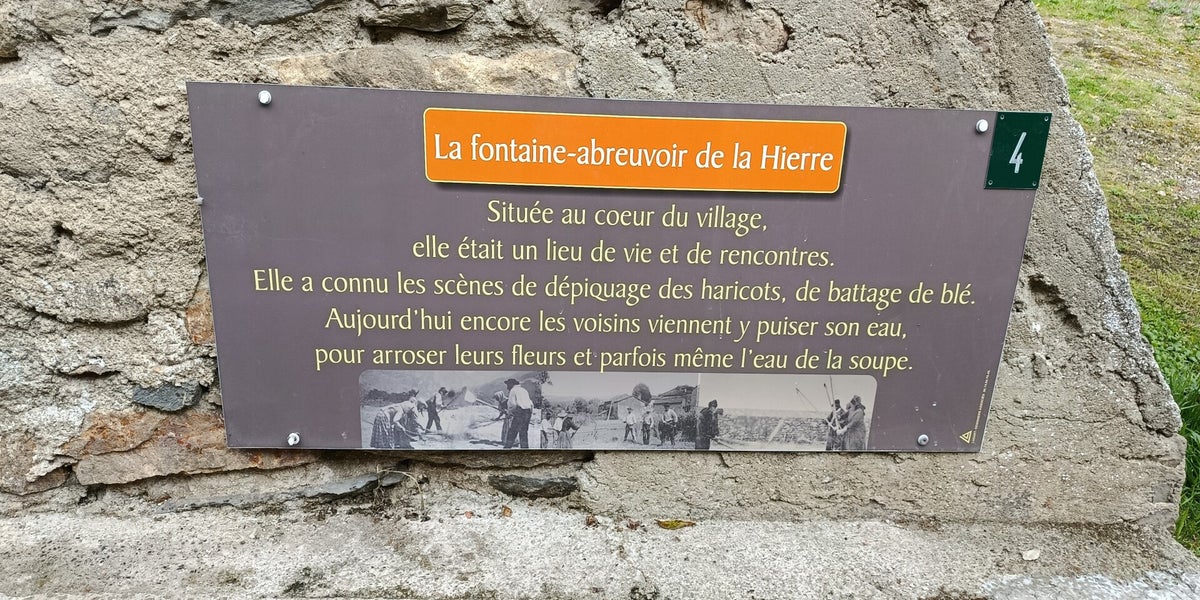 La fontaine-abreuvoir de la Hierre
4
Située au coeur du village,
elle était un lieu de vie et de rencontres.
Elle a connu les scènes de dépiquage des haricots, de battage de blé.
Aujourd'hui encore les voisins viennent y puiser son eau,
pour arroser leurs fleurs et parfois même l'eau de la soupe.